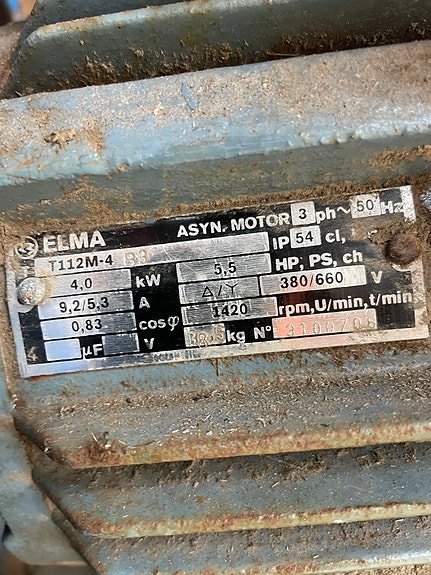 ELMA ASYN. MOTOR 3 ph~ 50 Hz
T112M-4 B3 IP 54 cl,
4,0 kW 5,5 HP, PS, ch
9,2/5,3 A Δ/Y 380/660 V
0,83 cosφ 1420 rpm,U/min,t/min
µF V kg N°